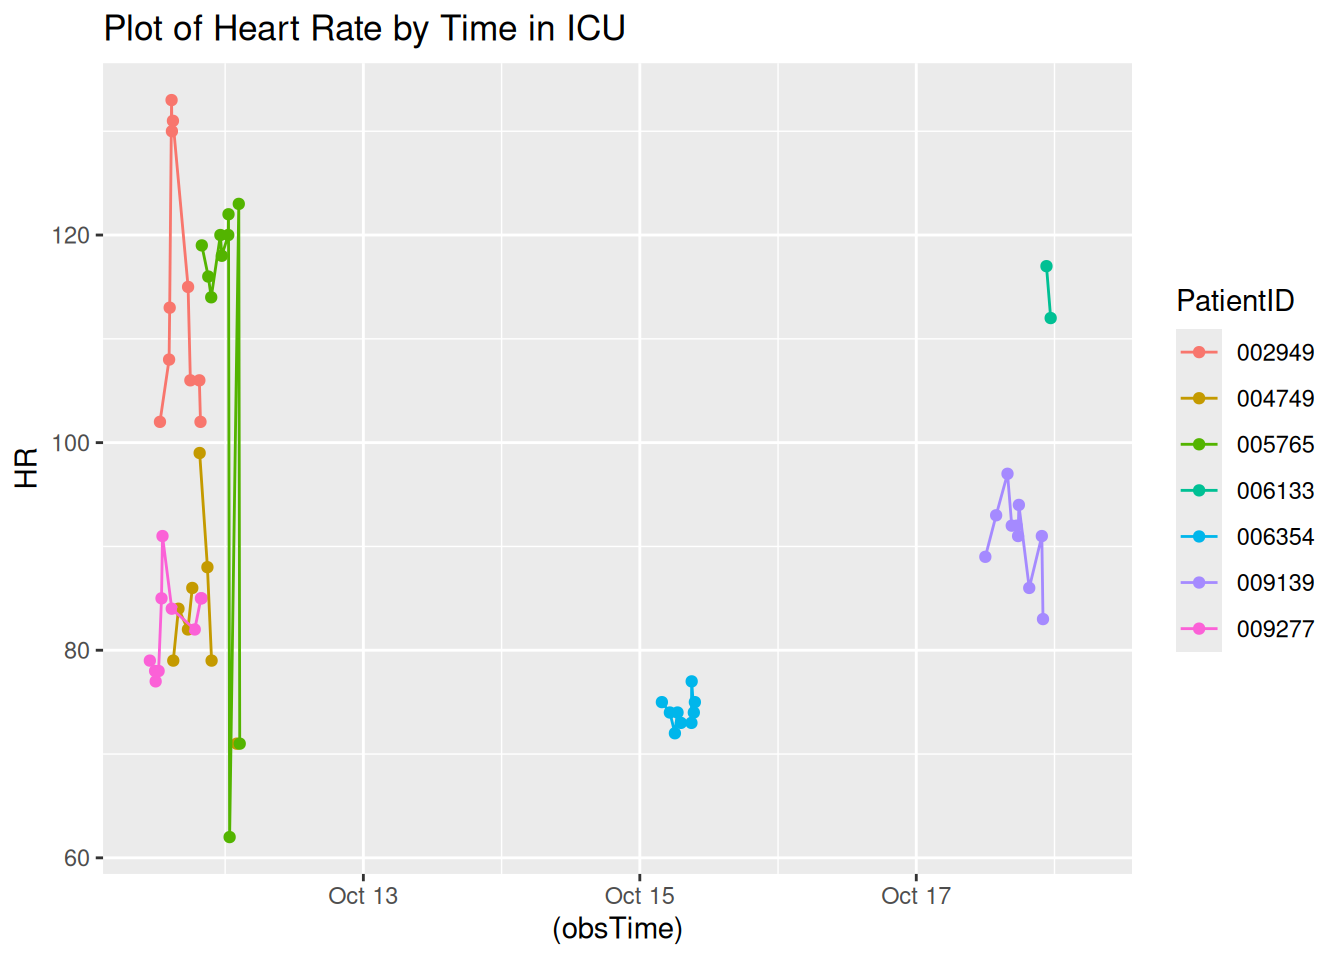 Plot of Heart Rate by Time in ICU
HR
120
100
80
60
Oct 13
Oct 15
Oct 17
(obsTime)
PatientID
002949
004749
005765
006133
006354
009139
009277